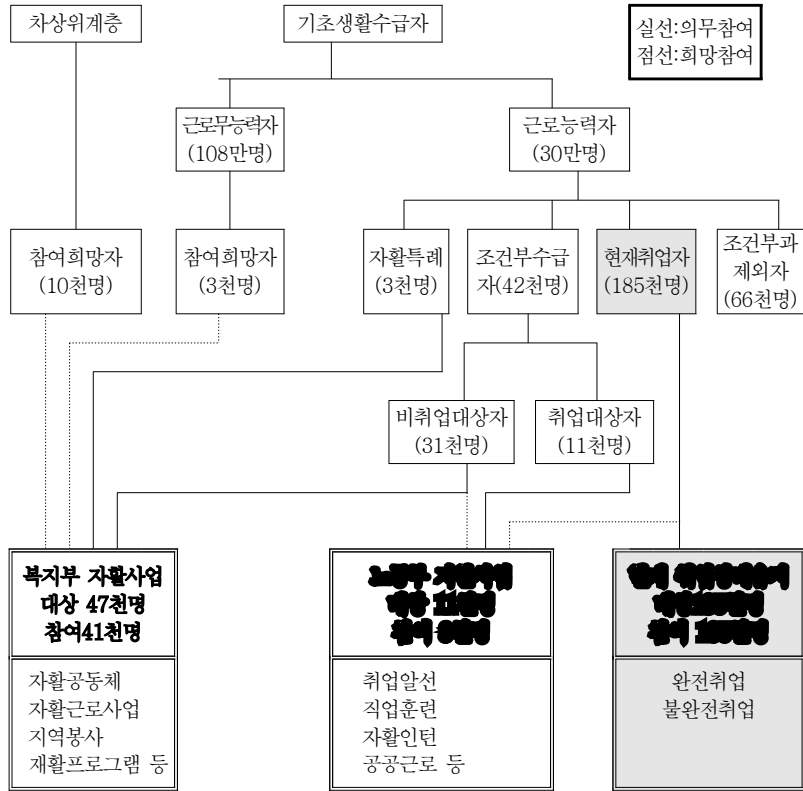 차상위계층
기초생활수급자
실선:의무참여
점선:희망참여
근로무능력자
(108만명)
근로능력자
(30만명)
참여희망자
(10천명)
참여희망자
(3천명)
자활특례
(3천명)
조건부수급
자(42천명)
현재취업자
(185천명)
조건부과
제외자
(66천명)
비취업대상자
(31천명)
취업대상자
(11천명)
복지부 자활사업
대상 47천명
참여41천명
자활공동체
자활근로사업
지역봉사
재활프로그램 등
취업알선
직업훈련
자활인턴
공공근로 등
완전취업
불완전취업